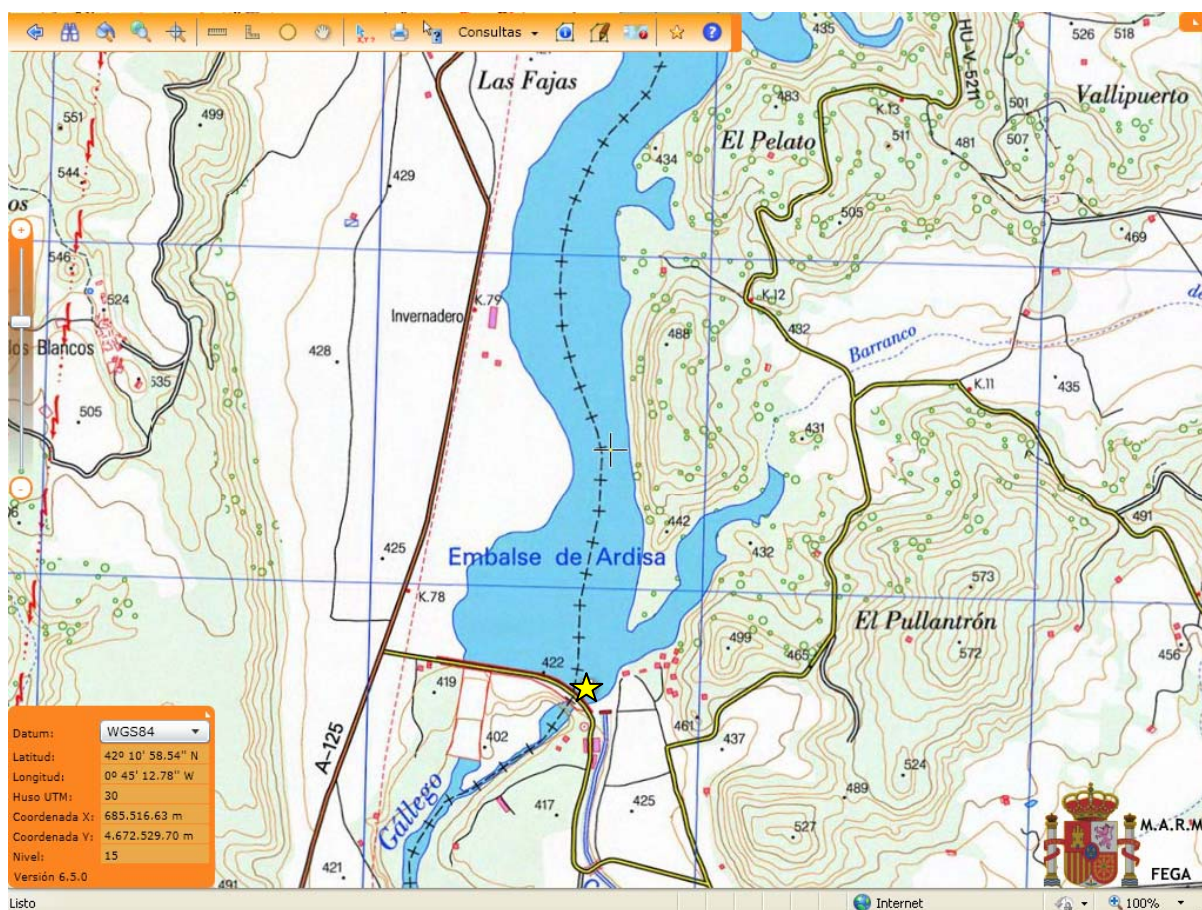 Consultas
435
HU-V-5211
526
518
Las Fajas
Vallipuerto
551
499
483
K.13
501
El Pelato
511
481
507
544
429
434
os
505
469
546
K.79
K.12
524
Invernadero
432
Barranco
de
los Blancos
428
488
535
K.11
435
505
431
442
491
425
432
Embalse de Ardisa
573
K.78
El Pullantrón
499
572
422
465
456
419
461
402
437
A-125
524
Gállego
489
417
425
527
421
491
Datum: WGS84
Latitud: 42º 10' 58.54'' N
Longitud: 0º 45' 12.78'' W
Huso UTM: 30
Coordenada X: 685.516.63 m
Coordenada Y: 4.672.529.70 m
Nivel: 15
Versión 6.5.0
M.A.R.M
FEGA
Listo
Internet
100%